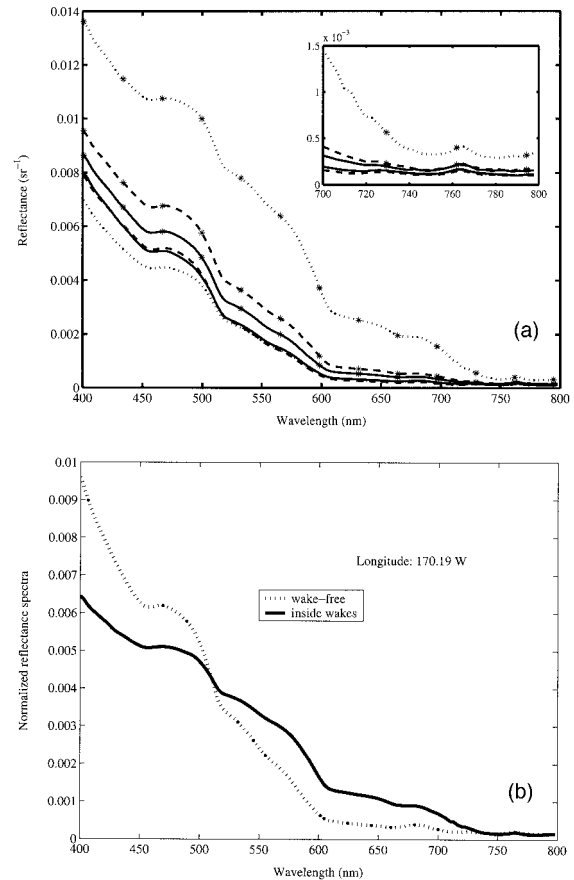 0.014
0.012
0.01
0.008
0.006
0.004
0.002
0
Reflectance (sr⁻¹)
400 450 500 550 600 650 700 750 800
Wavelength (nm)
x 10⁻³
1.5
1
0.5
0
700 720 740 760 780 800
(a)
0.01
0.009
0.008
0.007
0.006
0.005
0.004
0.003
0.002
0.001
0
Normalized reflectance spectra
Longitude: 170.19 W
wake–free
inside wakes
(b)
400 450 500 550 600 650 700 750 800
Wavelength (nm)